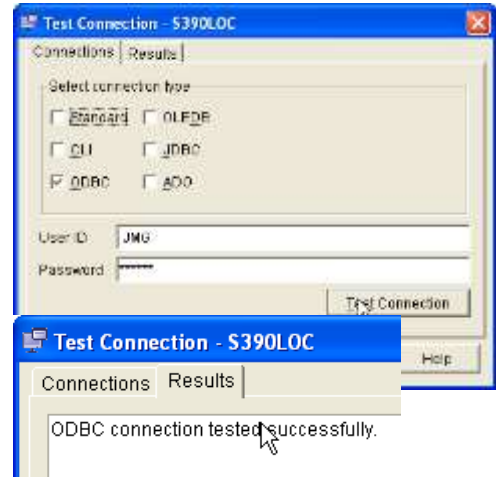 Test Connection - S390LOC
Connections Results
Select connection type
Standard OLEDB
CLI JDBC
ODBC ADO
User ID JMG
Password ******
Test Connection
Help
Test Connection - S390LOC
Connections Results
ODBC connection tested successfully.